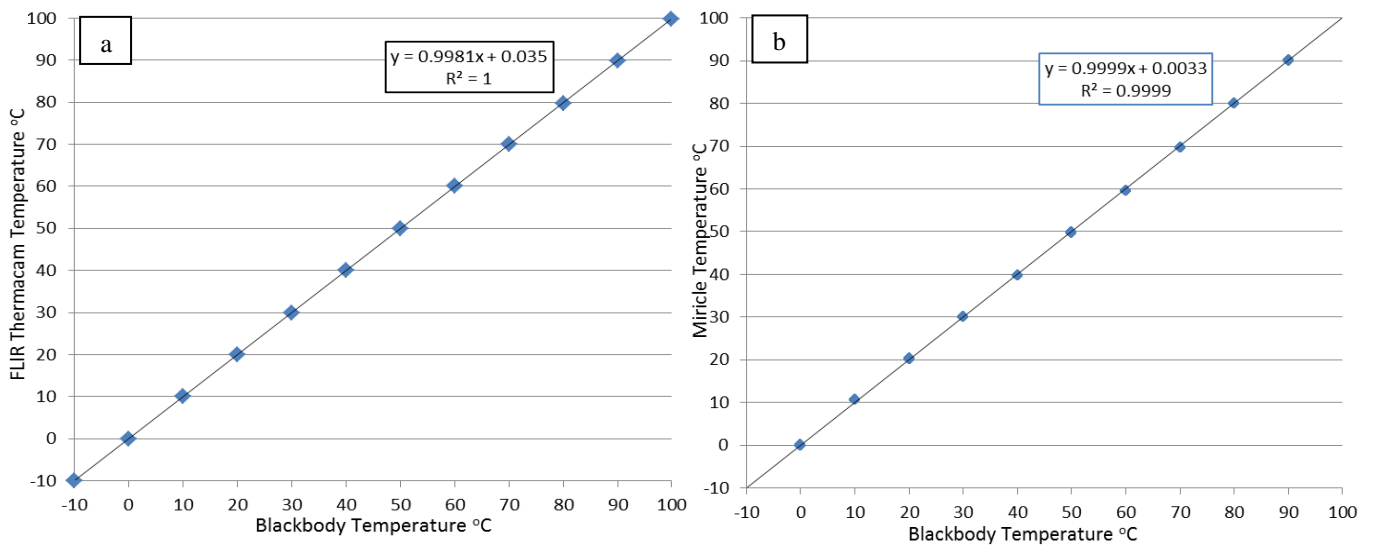 a
y = 0.9981x + 0.035
R² = 1
FLIR Thermacam Temperature °C
100
90
80
70
60
50
40
30
20
10
0
-10
-10 0 10 20 30 40 50 60 70 80 90 100
Blackbody Temperature °C
b
y = 0.9999x + 0.0033
R² = 0.9999
Miricle Temperature °C
100
90
80
70
60
50
40
30
20
10
0
-10
-10 0 10 20 30 40 50 60 70 80 90 100
Blackbody Temperature °C